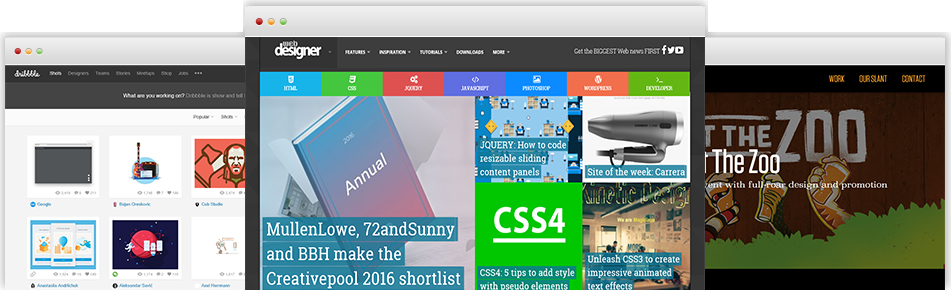 dribbble
Shots Designers Teams Stories Meetups Shop Jobs
What are you working on? Dribbble is show and tell
Popular Shots
Google
Bojan Oreskovic
Cub Studio
Anastasiia Andriichuk
Aleksandar Savić
Axel Herrmann
web
designer
FEATURES INSPIRATION TUTORIALS DOWNLOADS MORE
Get the BIGGEST Web news FIRST
HTML CSS JQUERY JAVASCRIPT PHOTOSHOP WORDPRESS DEVELOPER
2016
Annual
MullenLowe, 72andSunny
and BBH make the
Creativepool 2016 shortlist
JQUERY: How to code
resizable sliding
content panels
Site of the week: Carrera
CSS4
CSS4: 5 tips to add style
with pseudo elements
We are Magnetic
Unleash CSS3 to create
impressive animated
text effects
WORK OUR SLANT CONTACT
T THE ZOO
t The Zoo
gent with full-roar design and promotion